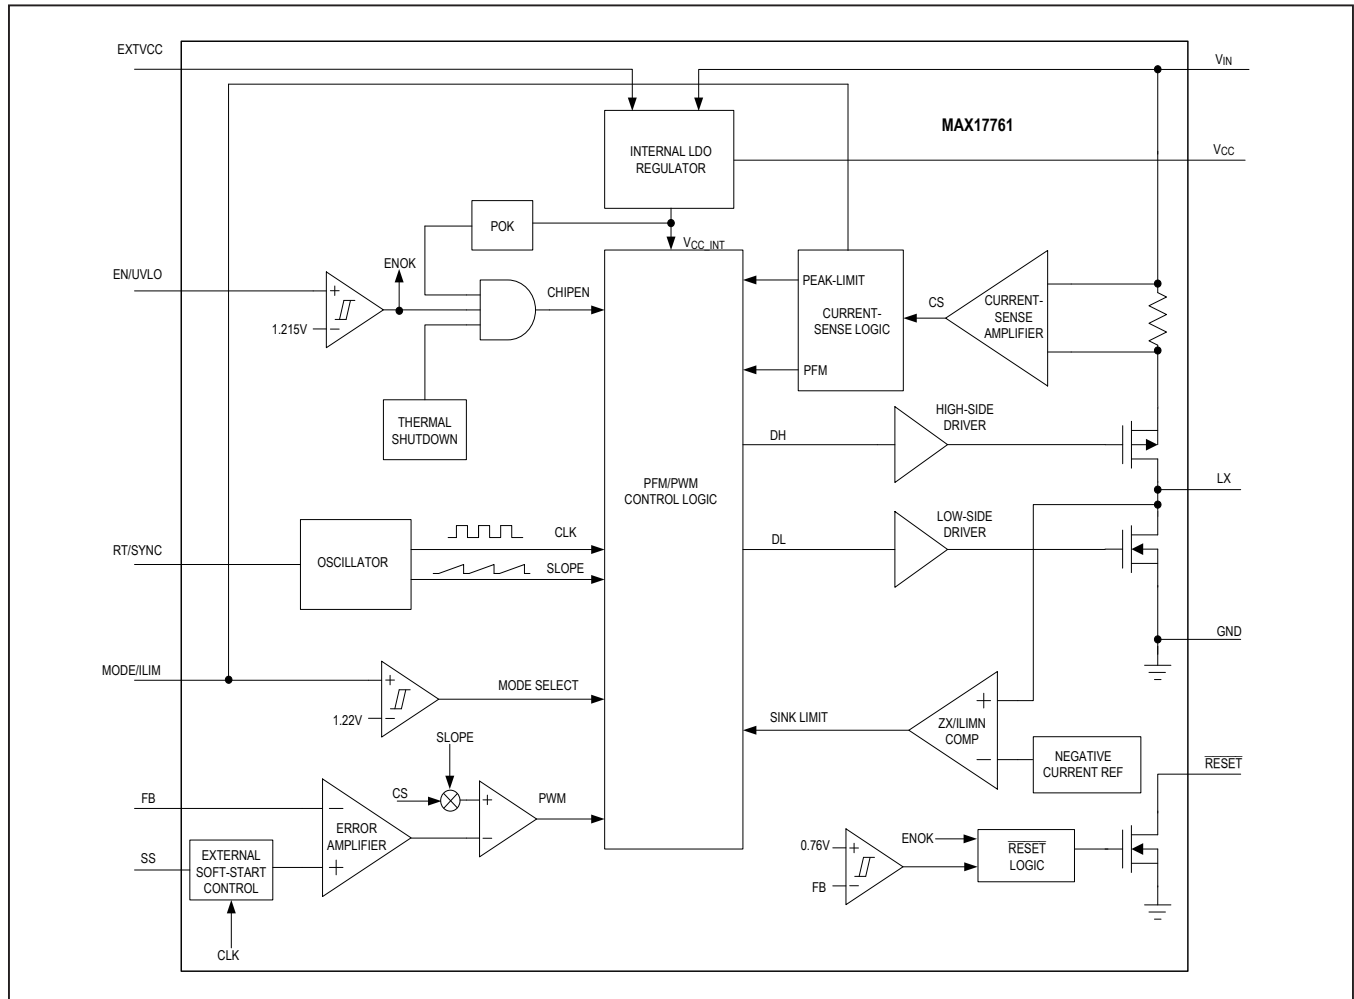 EXTVCC
VIN
MAX17761
INTERNAL LDO
REGULATOR
VCC
POK
VCC_INT
EN/UVLO
ENOK
+
1.215V
−
CHIPEN
PEAK-LIMIT
CURRENT-
SENSE LOGIC
PFM
CS
CURRENT-
SENSE
AMPLIFIER
THERMAL
SHUTDOWN
HIGH-SIDE
DRIVER
DH
PFM/PWM
CONTROL LOGIC
LX
LOW-SIDE
DRIVER
DL
RT/SYNC
OSCILLATOR
CLK
SLOPE
GND
MODE/ILIM
+
1.22V
−
MODE SELECT
SINK LIMIT
+
ZX/ILIMN
COMP
−
NEGATIVE
CURRENT REF
RESET
SLOPE
CS
+
−
PWM
FB
−
ERROR
AMPLIFIER
+
SS
EXTERNAL
SOFT-START
CONTROL
CLK
0.76V
+
FB
−
ENOK
RESET
LOGIC